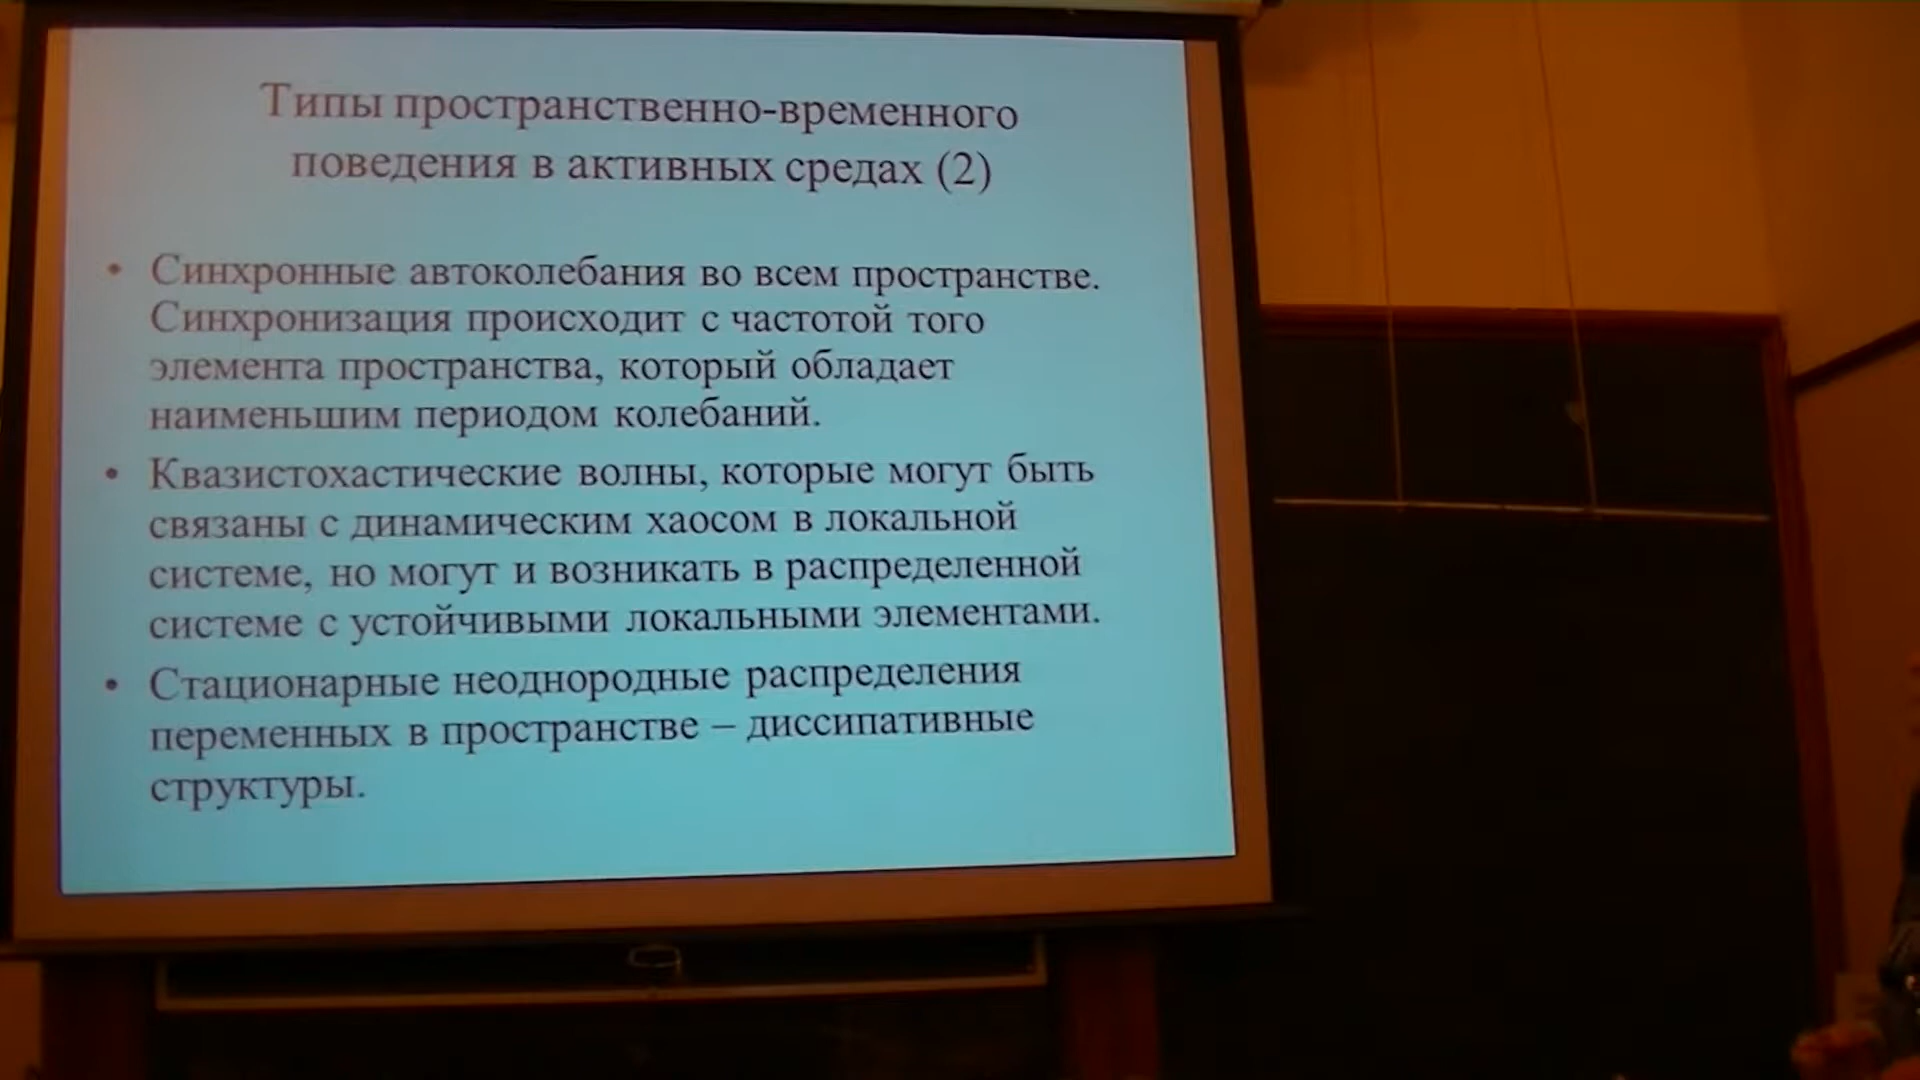 Типы пространственно-временного
поведения в активных средах (2)
• Синхронные автоколебания во всем пространстве.
Синхронизация происходит с частотой того
элемента пространства, который обладает
наименьшим периодом колебаний.
• Квазистохастические волны, которые могут быть
связаны с динамическим хаосом в локальной
системе, но могут и возникать в распределенной
системе с устойчивыми локальными элементами.
• Стационарные неоднородные распределения
переменных в пространстве – диссипативные
структуры.